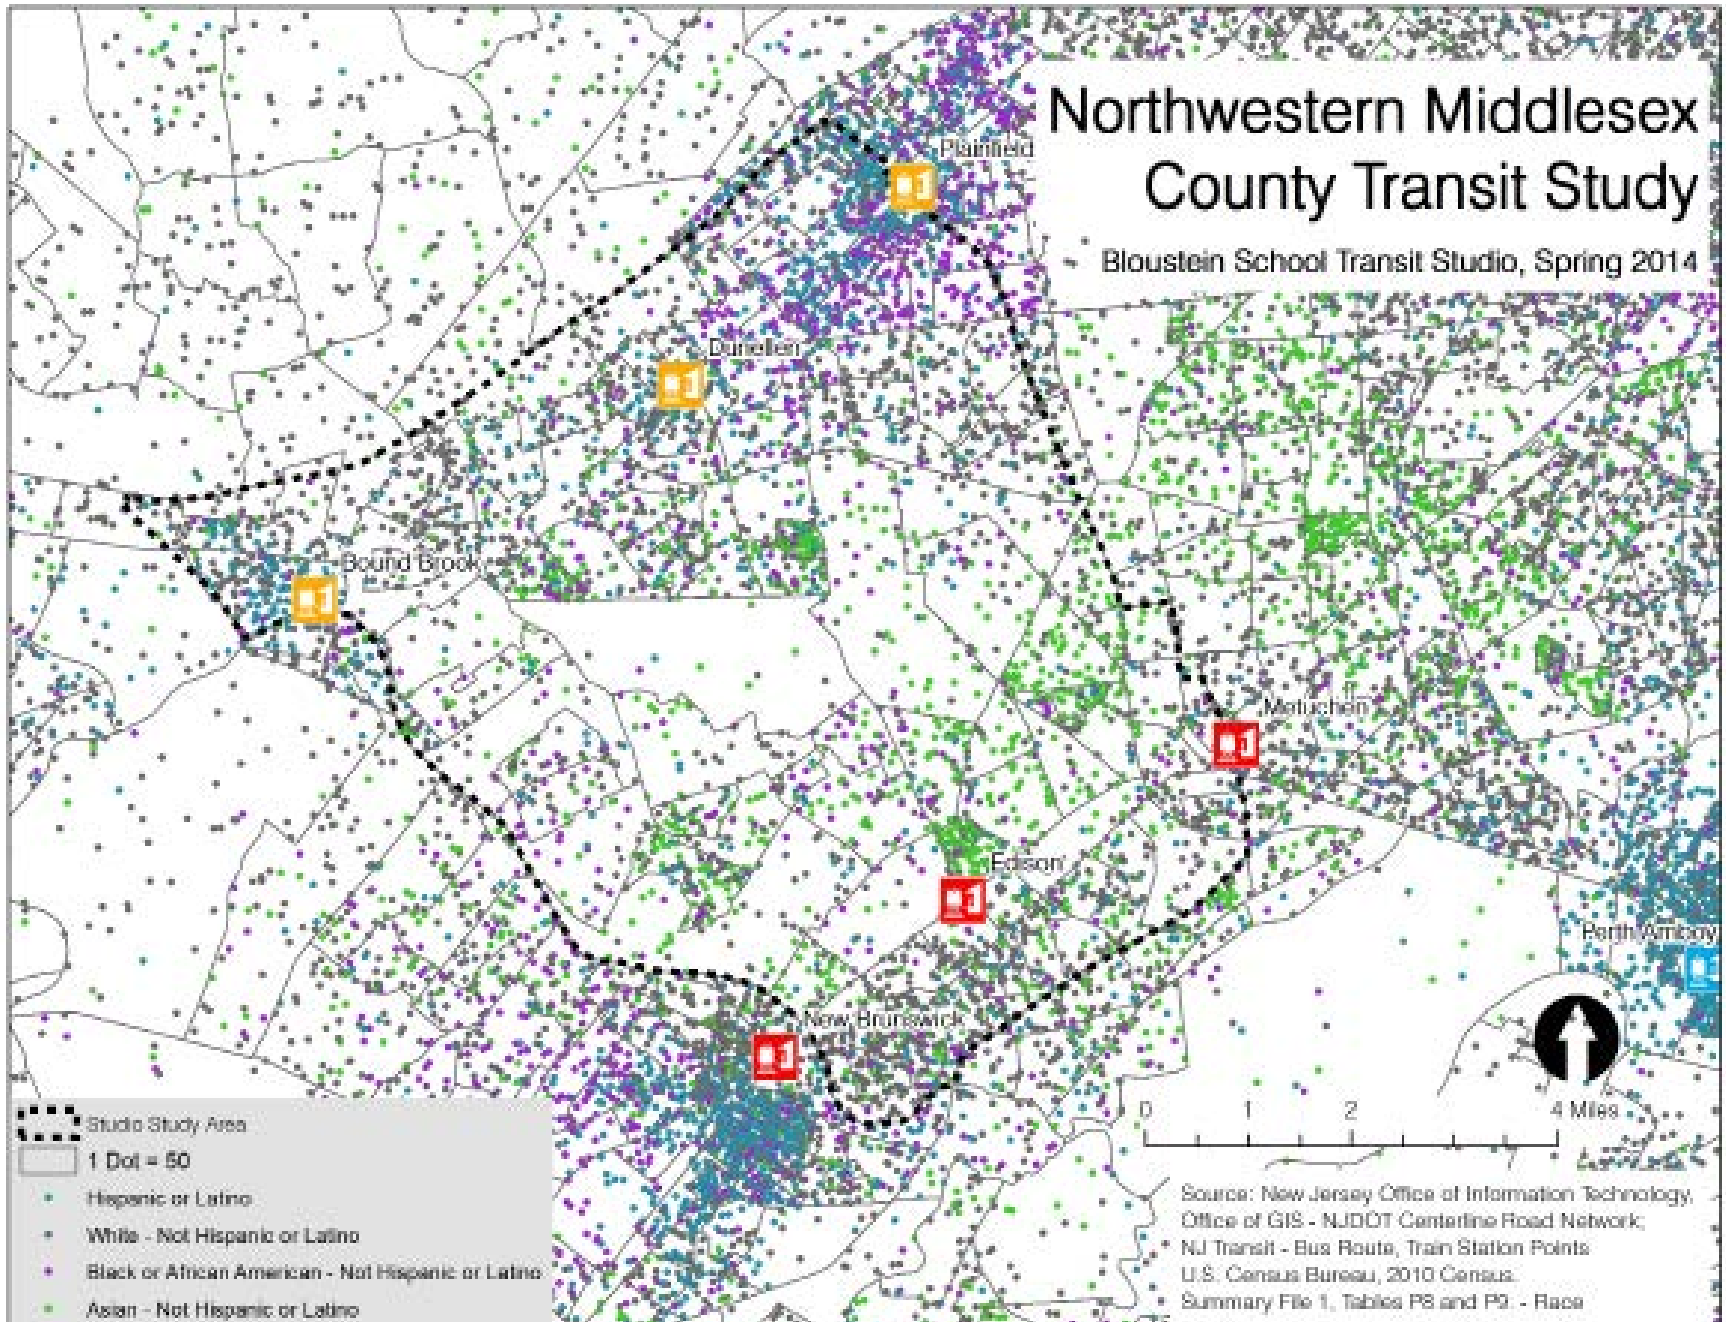 Northwestern Middlesex
County Transit Study
Bloustein School Transit Studio, Spring 2014
Plainfield
Dunellen
Bound Brook
Metuchen
Edison
Perth Amboy
New Brunswick
0 1 2 4 Miles
Studio Study Area
1 Dot = 50
Hispanic or Latino
White - Not Hispanic or Latino
Black or African American - Not Hispanic or Latino
Asian - Not Hispanic or Latino
Source: New Jersey Office of Information Technology,
Office of GIS - NJDOT Centerline Road Network;
NJ Transit - Bus Route, Train Station Points
U.S. Census Bureau, 2010 Census.
Summary File 1, Tables P8 and P9. - Race